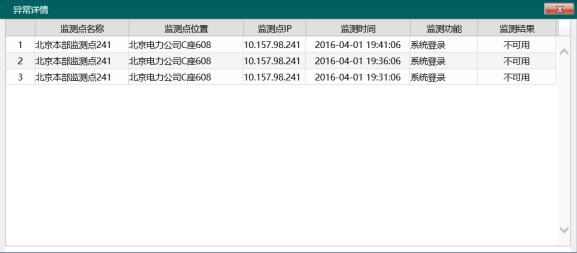 异常详情
监测点名称 监测点位置 监测点IP 监测时间 监测功能 监测结果
1 北京本部监测点241 北京电力公司C座608 10.157.98.241 2016-04-01 19:41:06 系统登录 不可用
2 北京本部监测点241 北京电力公司C座608 10.157.98.241 2016-04-01 19:36:06 系统登录 不可用
3 北京本部监测点241 北京电力公司C座608 10.157.98.241 2016-04-01 19:31:06 系统登录 不可用